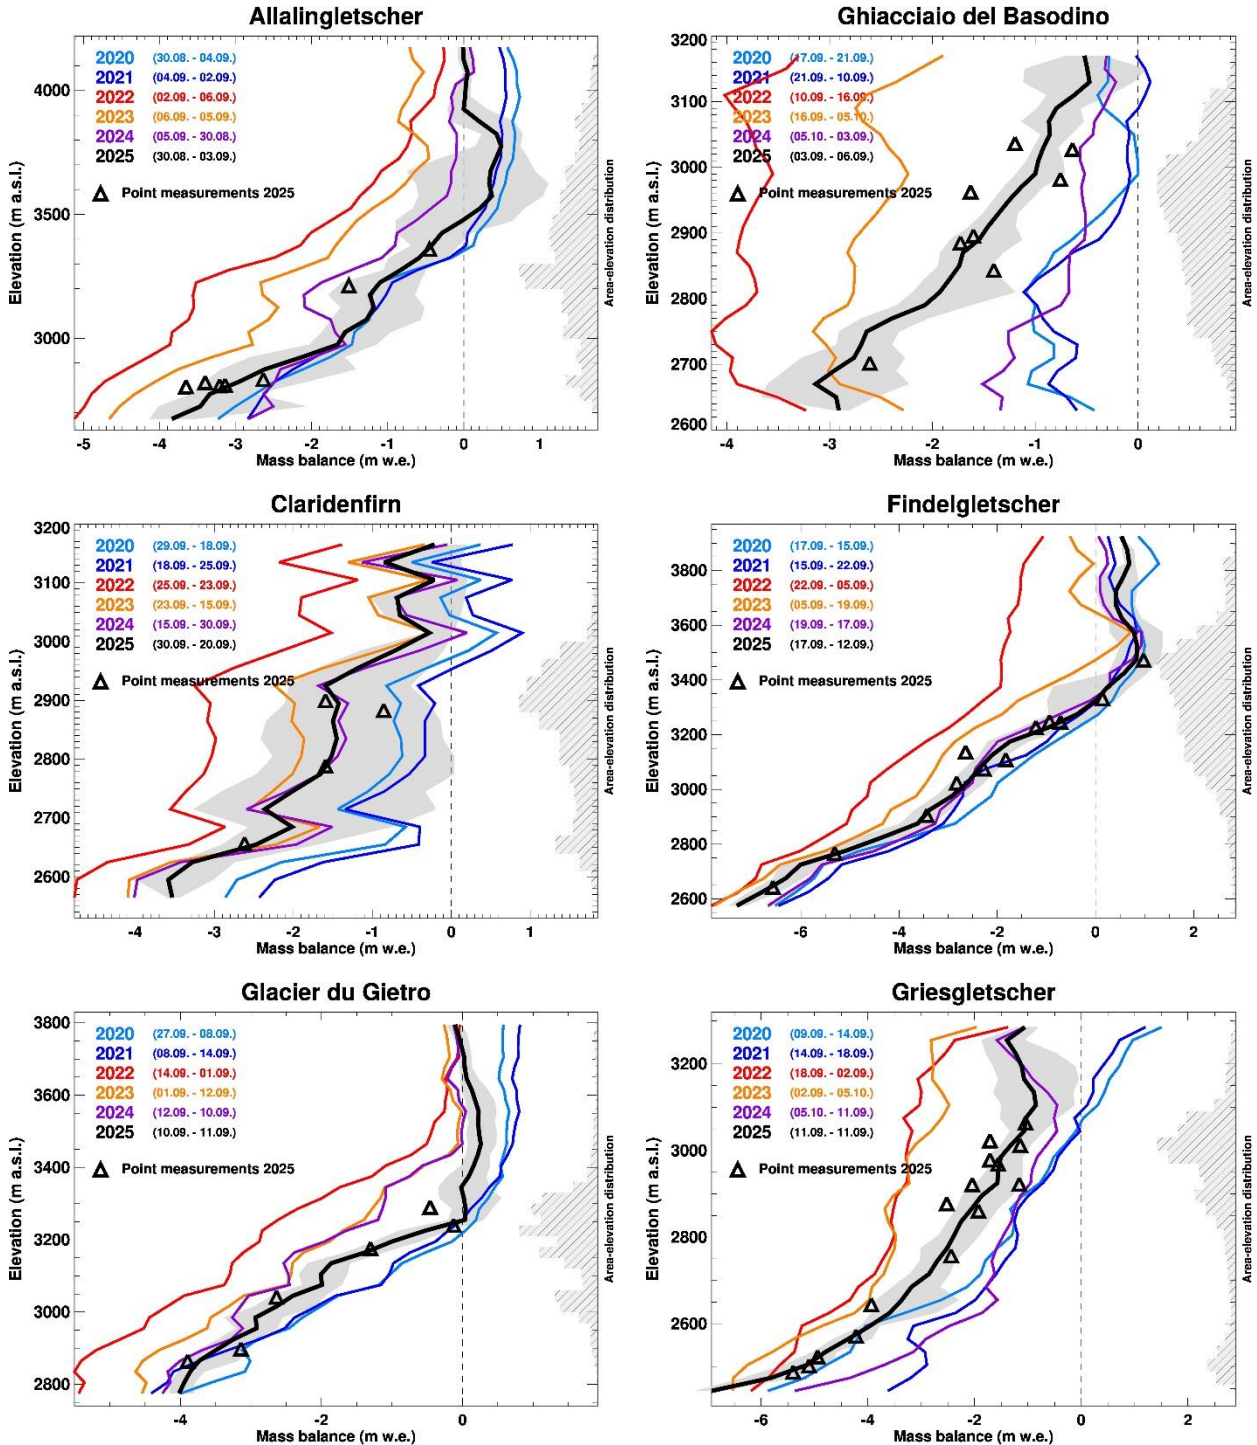 Allalingletscher
2020 (30.08. - 04.09.)
2021 (04.09. - 02.09.)
2022 (02.09. - 06.09.)
2023 (06.09. - 05.09.)
2024 (05.09. - 30.08.)
2025 (30.08. - 03.09.)
Point measurements 2025
Elevation (m a.s.l.)
4000
3500
3000
Area-elevation distribution
-5 -4 -3 -2 -1 0 1
Mass balance (m w.e.)
Ghiacciaio del Basodino
2020 (17.09. - 21.09.)
2021 (21.09. - 10.09.)
2022 (10.09. - 16.09.)
2023 (16.09. - 05.10.)
2024 (05.10. - 03.09.)
2025 (03.09. - 06.09.)
Point measurements 2025
Elevation (m a.s.l.)
3200
3100
3000
2900
2800
2700
2600
Area-elevation distribution
-4 -3 -2 -1 0
Mass balance (m w.e.)
Claridenfirn
2020 (29.09. - 18.09.)
2021 (18.09. - 25.09.)
2022 (25.09. - 23.09.)
2023 (23.09. - 15.09.)
2024 (15.09. - 30.09.)
2025 (30.09. - 20.09.)
Point measurements 2025
Elevation (m a.s.l.)
3200
3100
3000
2900
2800
2700
2600
Area-elevation distribution
-4 -3 -2 -1 0 1
Mass balance (m w.e.)
Findelgletscher
2020 (17.09. - 15.09.)
2021 (15.09. - 22.09.)
2022 (22.09. - 05.09.)
2023 (05.09. - 19.09.)
2024 (19.09. - 17.09.)
2025 (17.09. - 12.09.)
Point measurements 2025
Elevation (m a.s.l.)
3800
3600
3400
3200
3000
2800
2600
Area-elevation distribution
-6 -4 -2 0 2
Mass balance (m w.e.)
Glacier du Gietro
2020 (27.09. - 08.09.)
2021 (08.09. - 14.09.)
2022 (14.09. - 01.09.)
2023 (01.09. - 12.09.)
2024 (12.09. - 10.09.)
2025 (10.09. - 11.09.)
Point measurements 2025
Elevation (m a.s.l.)
3800
3600
3400
3200
3000
2800
Area-elevation distribution
-4 -2 0
Mass balance (m w.e.)
Griesgletscher
2020 (09.09. - 14.09.)
2021 (14.09. - 18.09.)
2022 (18.09. - 02.09.)
2023 (02.09. - 05.10.)
2024 (05.10. - 11.09.)
2025 (11.09. - 11.09.)
Point measurements 2025
Elevation (m a.s.l.)
3200
3000
2800
2600
Area-elevation distribution
-6 -4 -2 0 2
Mass balance (m w.e.)